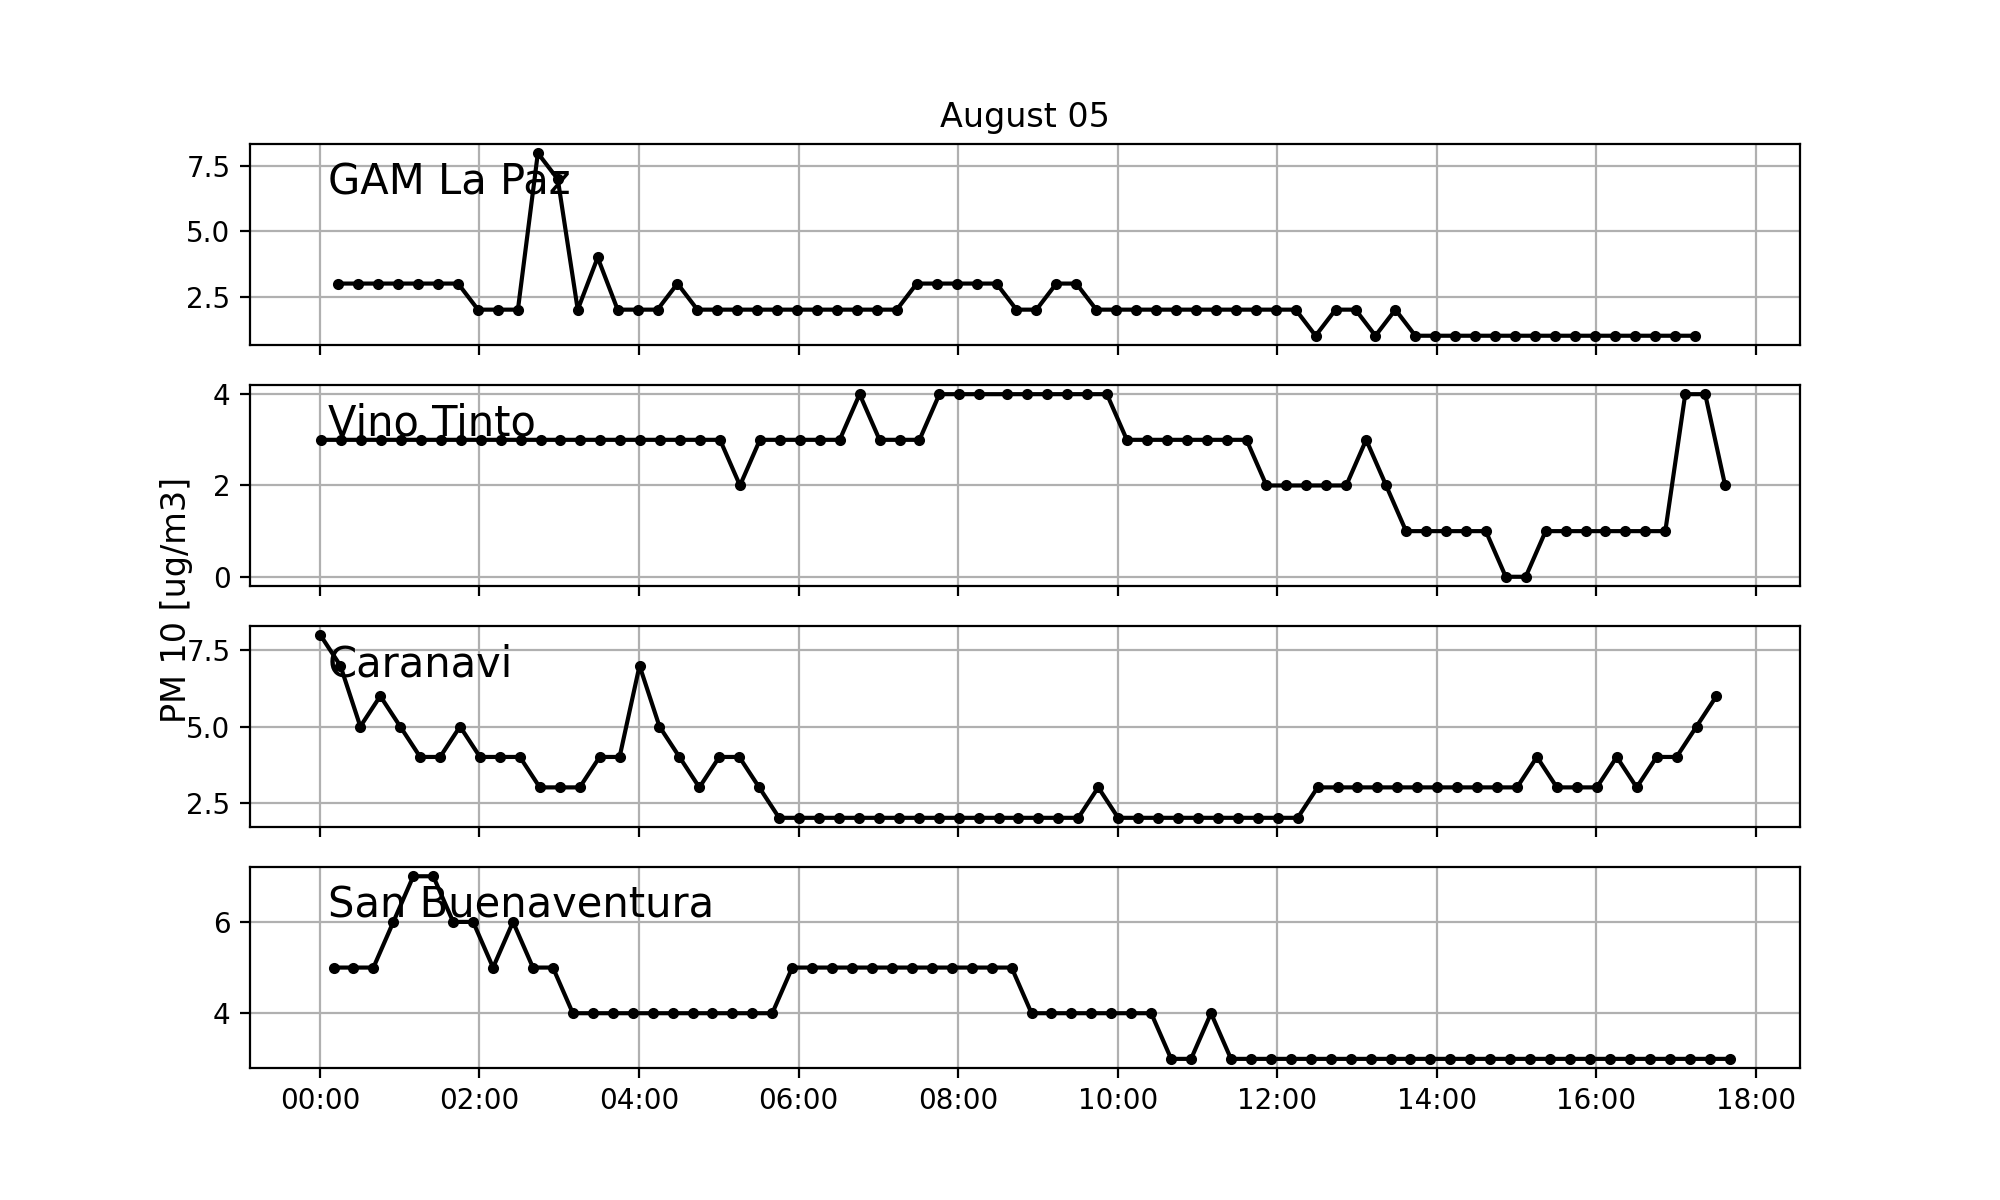 August 05
GAM La Paz
7.5
5.0
2.5
Vino Tinto
4
2
0
PM 10 [ug/m3]
Caranavi
7.5
5.0
2.5
San Buenaventura
6
4
00:00 02:00 04:00 06:00 08:00 10:00 12:00 14:00 16:00 18:00